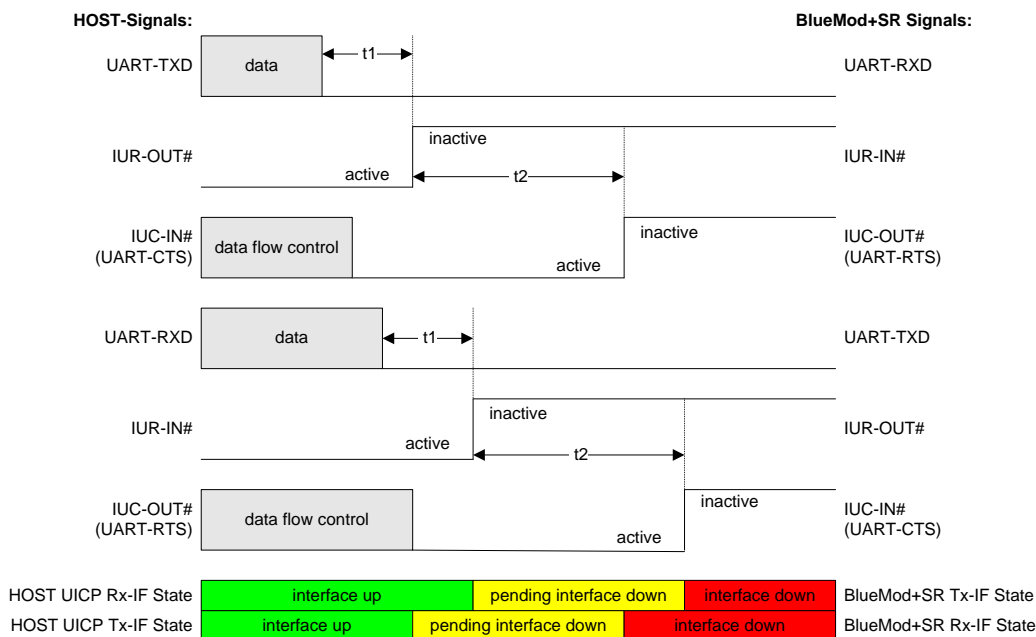 HOST-Signals: BlueMod+SR Signals:
UART-TXD data t1 UART-RXD
inactive
IUR-OUT# IUR-IN#
active t2
IUC-IN# inactive IUC-OUT#
(UART-CTS) data flow control (UART-RTS)
active
UART-RXD data t1 UART-TXD
inactive
IUR-IN# IUR-OUT#
active t2
IUC-OUT# inactive IUC-IN#
(UART-RTS) data flow control (UART-CTS)
active
HOST UICP Rx-IF State interface up pending interface down interface down BlueMod+SR Tx-IF State
HOST UICP Tx-IF State interface up pending interface down interface down BlueMod+SR Rx-IF State